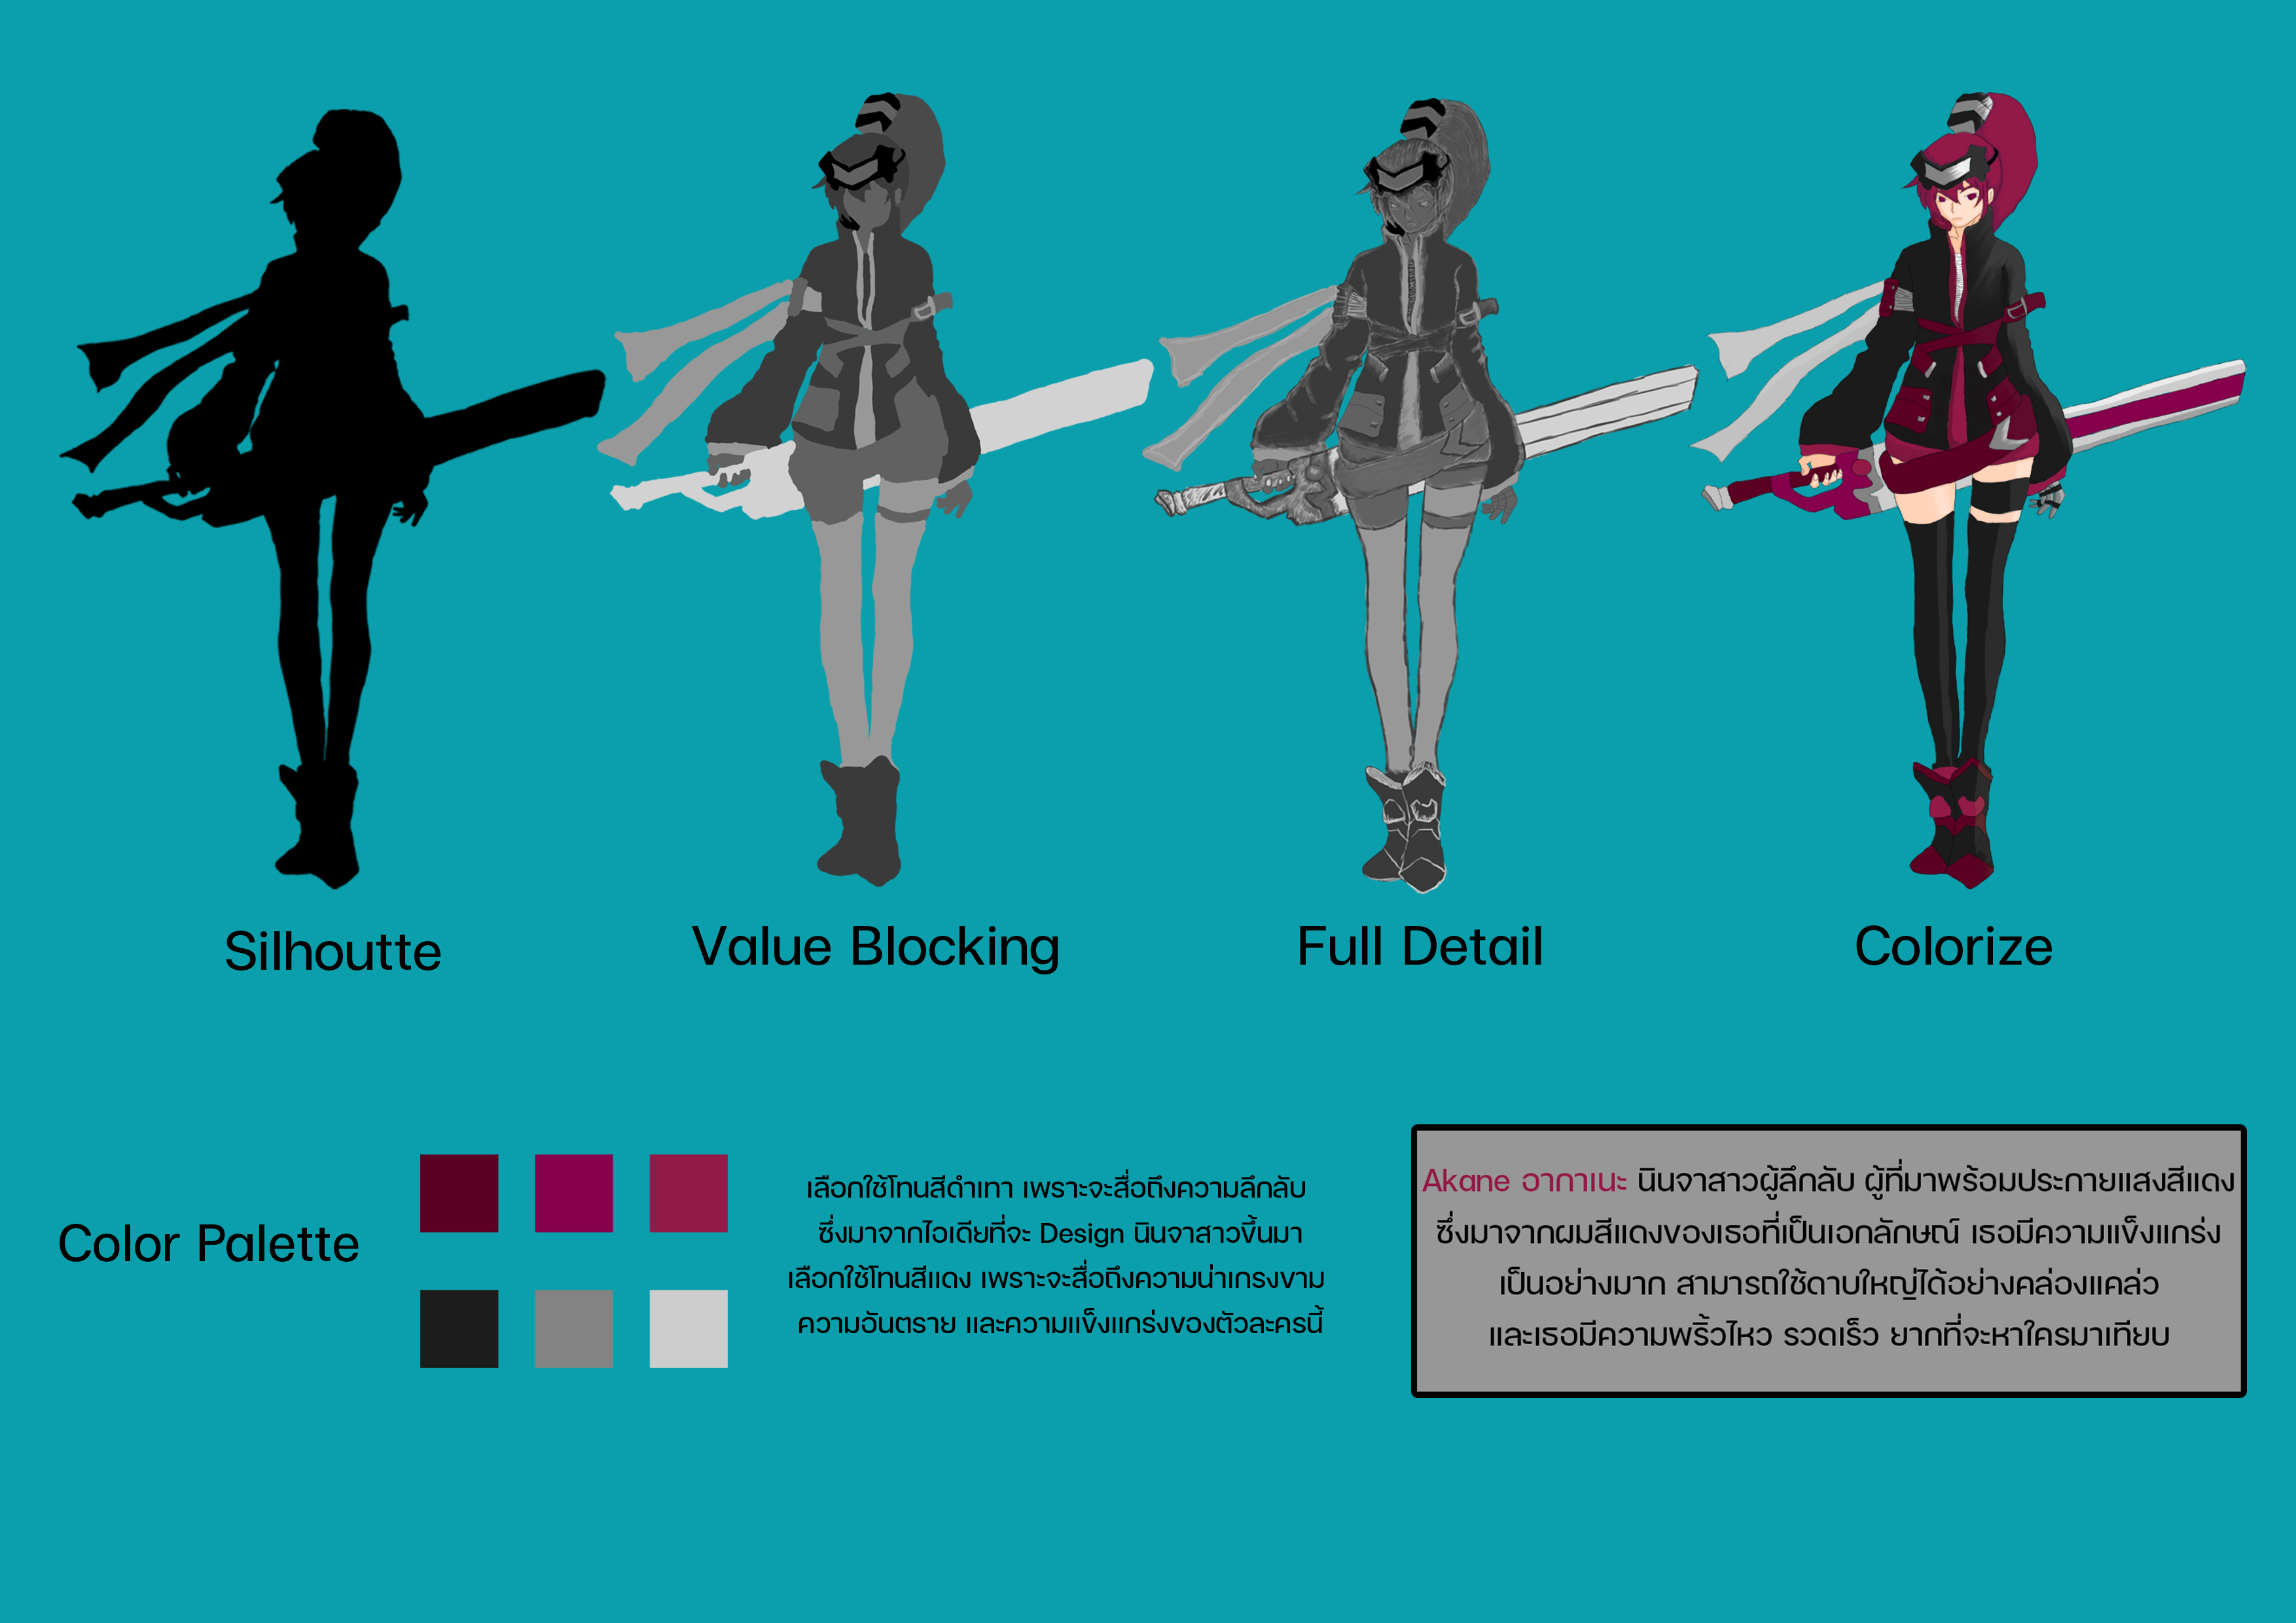 Silhoutte
Value Blocking
Full Detail
Colorize
Color Palette
เลือกใช้โทนสีดำเทา เพราะจะสื่อถึงความลึกลับ
ซึ่งมาจากไอเดียที่จะ Design นินจาสาวขึ้นมา
เลือกใช้โทนสีแดง เพราะจะสื่อถึงความน่าเกรงขาม
ความอันตราย และความแข็งแกร่งของตัวละครนี้
Akane อากาเนะ นินจาสาวผู้ลึกลับ ผู้ที่มาพร้อมประกายแสงสีแดง
ซึ่งมาจากผมสีแดงของเธอที่เป็นเอกลักษณ์ เธอมีความแข็งแกร่ง
เป็นอย่างมาก สามารถใช้ดาบใหญ่ได้อย่างคล่องแคล่ว
และเธอมีความพริ้วไหว รวดเร็ว ยากที่จะหาใครมาเทียบ